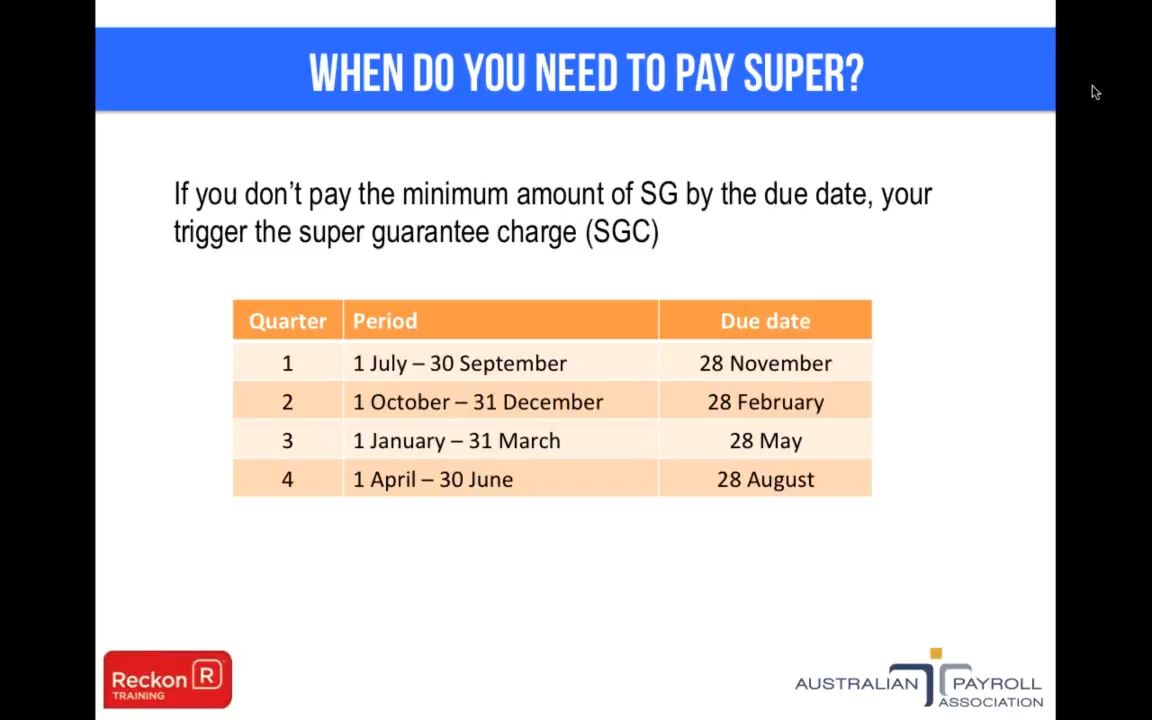 WHEN DO YOU NEED TO PAY SUPER?
If you don't pay the minimum amount of SG by the due date, your
trigger the super guarantee charge (SGC)
Quarter Period Due date
1 1 July – 30 September 28 November
2 1 October – 31 December 28 February
3 1 January – 31 March 28 May
4 1 April – 30 June 28 August
Reckon R
TRAINING
AUSTRALIAN PAYROLL
ASSOCIATION